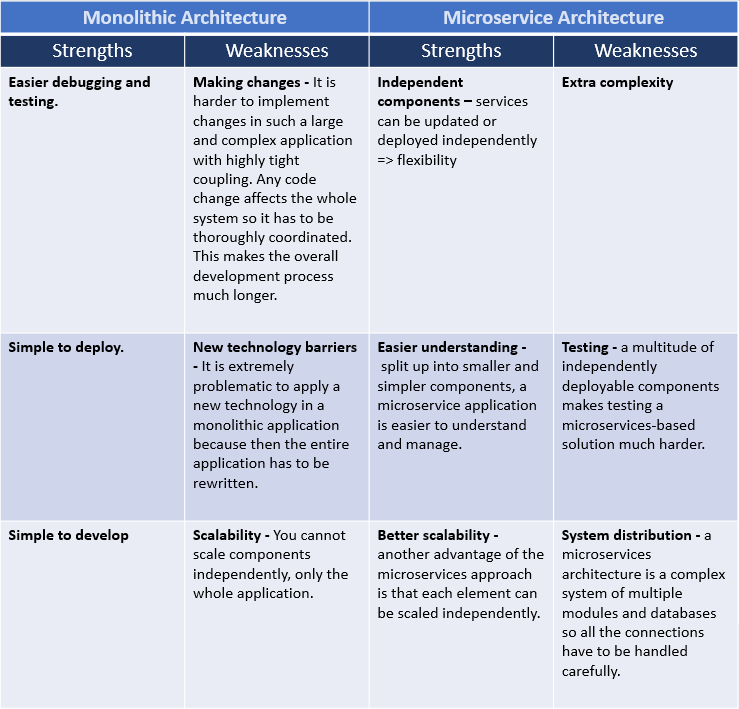 Monolithic Architecture
Microservice Architecture
Strengths
Weaknesses
Strengths
Weaknesses
Easier debugging and
testing.
Making changes - It is
harder to implement
changes in such a large
and complex application
with highly tight
coupling. Any code
change affects the whole
system so it has to be
thoroughly coordinated.
This makes the overall
development process
much longer.
Independent
components – services
can be updated or
deployed independently
=> flexibility
Extra complexity
Simple to deploy.
New technology barriers
- It is extremely
problematic to apply a
new technology in a
monolithic application
because then the entire
application has to be
rewritten.
Easier understanding -
split up into smaller and
simpler components, a
microservice application
is easier to understand
and manage.
Testing - a multitude of
independently
deployable components
makes testing a
microservices-based
solution much harder.
Simple to develop
Scalability - You cannot
scale components
independently, only the
whole application.
Better scalability -
another advantage of the
microservices approach
is that each element can
be scaled independently.
System distribution - a
microservices
architecture is a complex
system of multiple
modules and databases
so all the connections
have to be handled
carefully.